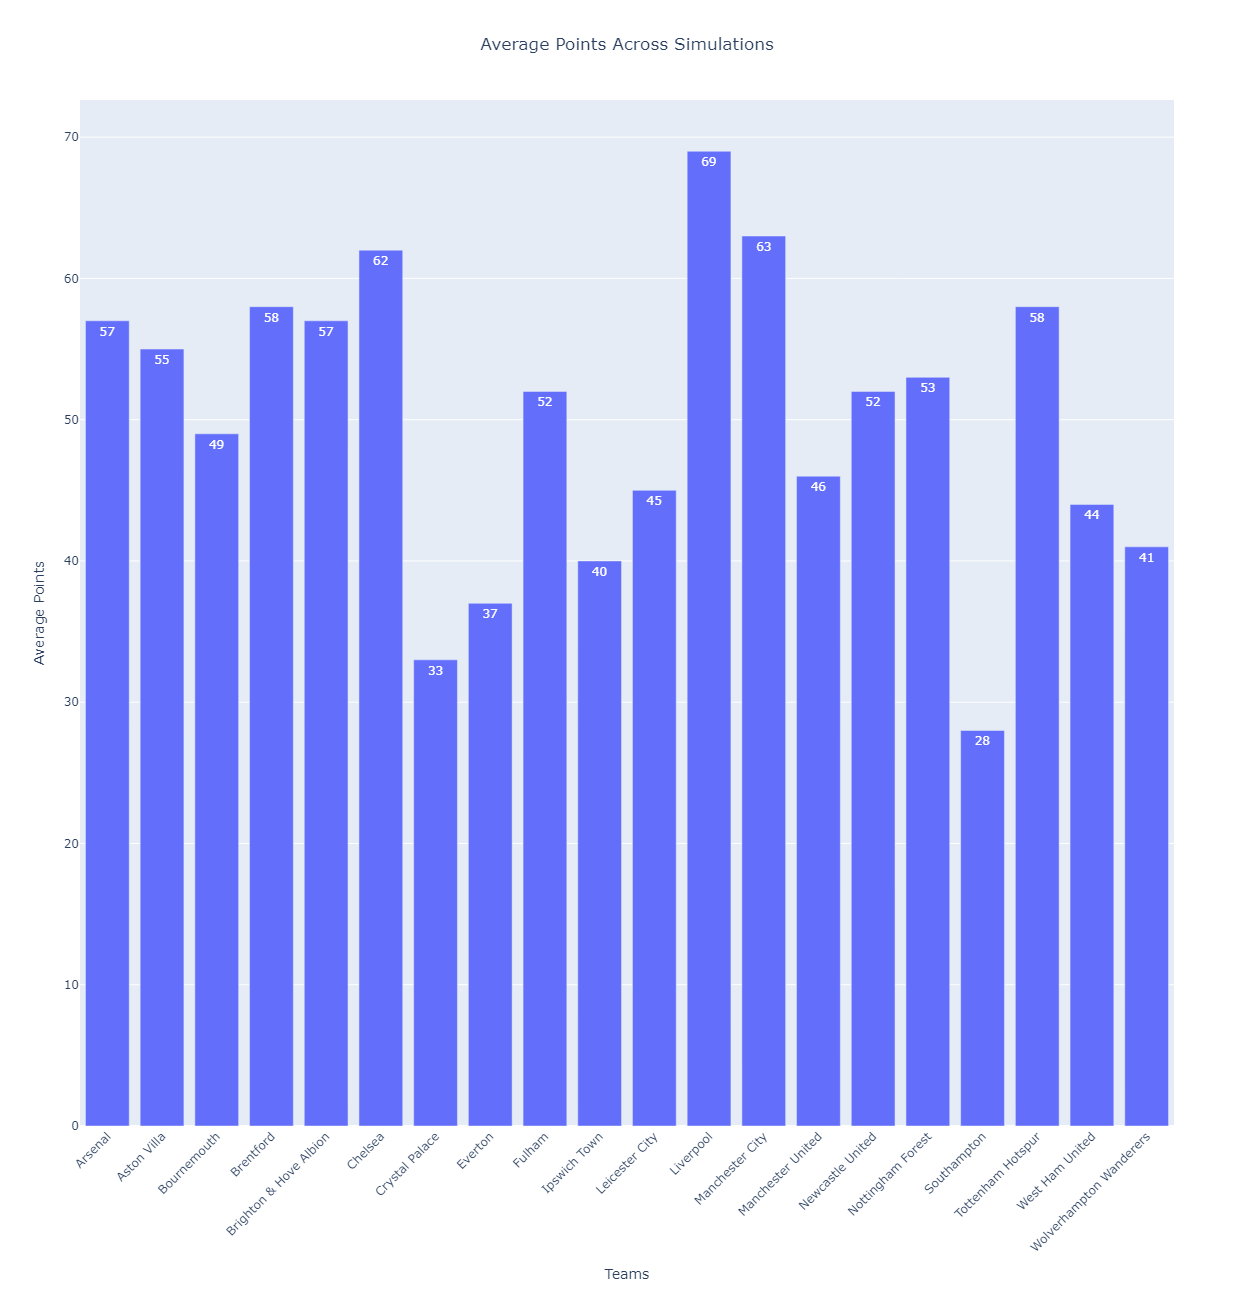 Average Points Across Simulations
70
60
50
40
30
20
10
0
Average Points
57
55
49
58
57
62
33
37
52
40
45
69
63
46
52
53
28
58
44
41
Arsenal
Aston Villa
Bournemouth
Brentford
Brighton & Hove Albion
Chelsea
Crystal Palace
Everton
Fulham
Ipswich Town
Leicester City
Liverpool
Manchester City
Manchester United
Newcastle United
Nottingham Forest
Southampton
Tottenham Hotspur
West Ham United
Wolverhampton Wanderers
Teams